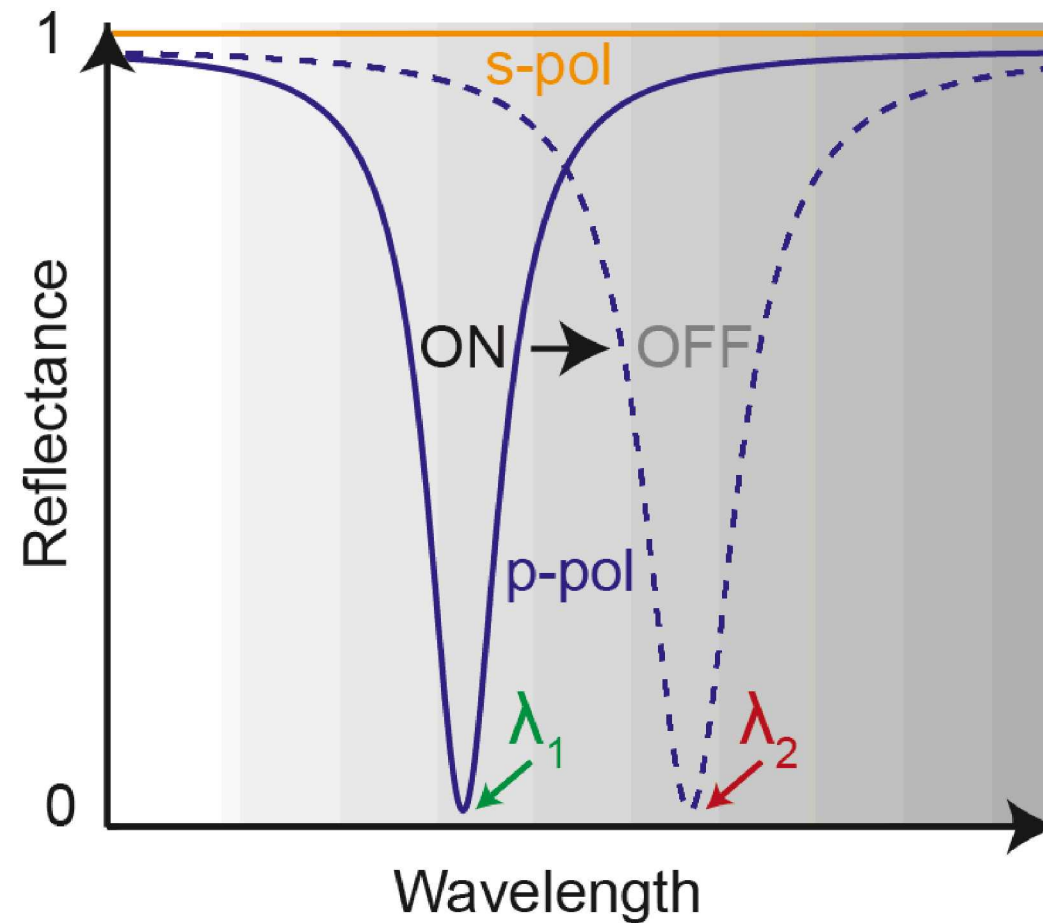 1
s-pol
Reflectance
ON
OFF
p-pol
λ1
λ2
0
Wavelength